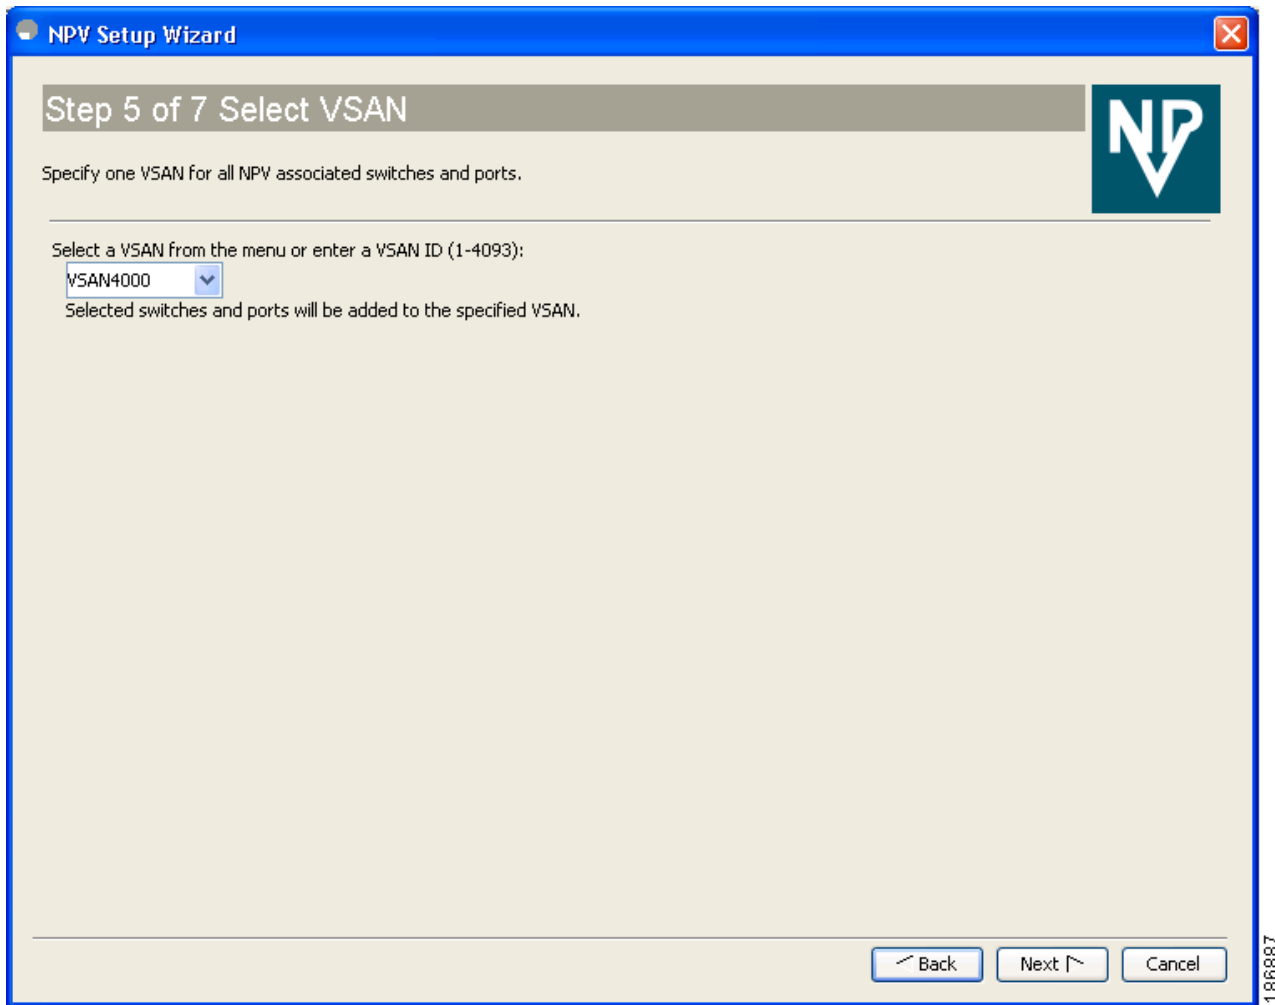 NPV Setup Wizard
Step 5 of 7 Select VSAN
NPV
Specify one VSAN for all NPV associated switches and ports.
Select a VSAN from the menu or enter a VSAN ID (1-4093):
VSAN4000
Selected switches and ports will be added to the specified VSAN.
Back
Next
Cancel
186887